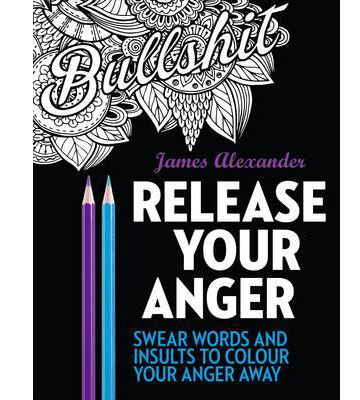 Bullshit
James Alexander
RELEASE
YOUR
ANGER
SWEAR WORDS AND
INSULTS TO COLOUR
YOUR ANGER AWAY